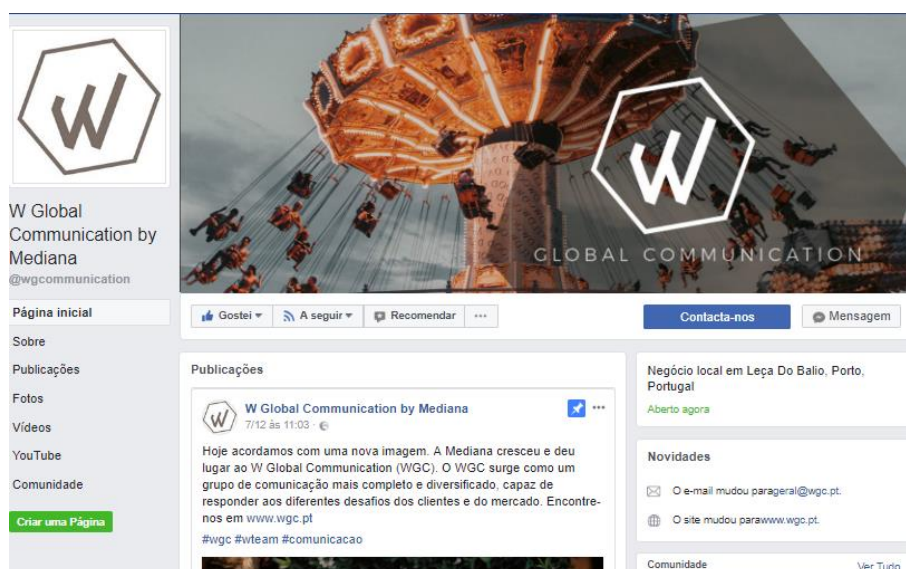 W
W
GLOBAL COMMUNICATION
W Global
Communication by
Mediana
@wgcommunication
Página inicial
Sobre
Publicações
Fotos
Vídeos
YouTube
Comunidade
Criar uma Página
Gostei
A seguir
Recomendar
Contacta-nos
Mensagem
Publicações
W
W Global Communication by Mediana
7/12 às 11:03 ·
Hoje acordamos com uma nova imagem. A Mediana cresceu e deu
lugar ao W Global Communication (WGC). O WGC surge como um
grupo de comunicação mais completo e diversificado, capaz de
responder aos diferentes desafios dos clientes e do mercado. Encontre-
nos em www.wgc.pt
#wgc #wteam #comunicacao
Negócio local em Leça Do Balio, Porto,
Portugal
Aberto agora
Novidades
O e-mail mudou parageral@wgc.pt.
O site mudou parawww.wgc.pt.
Comunidade
Ver Tudo